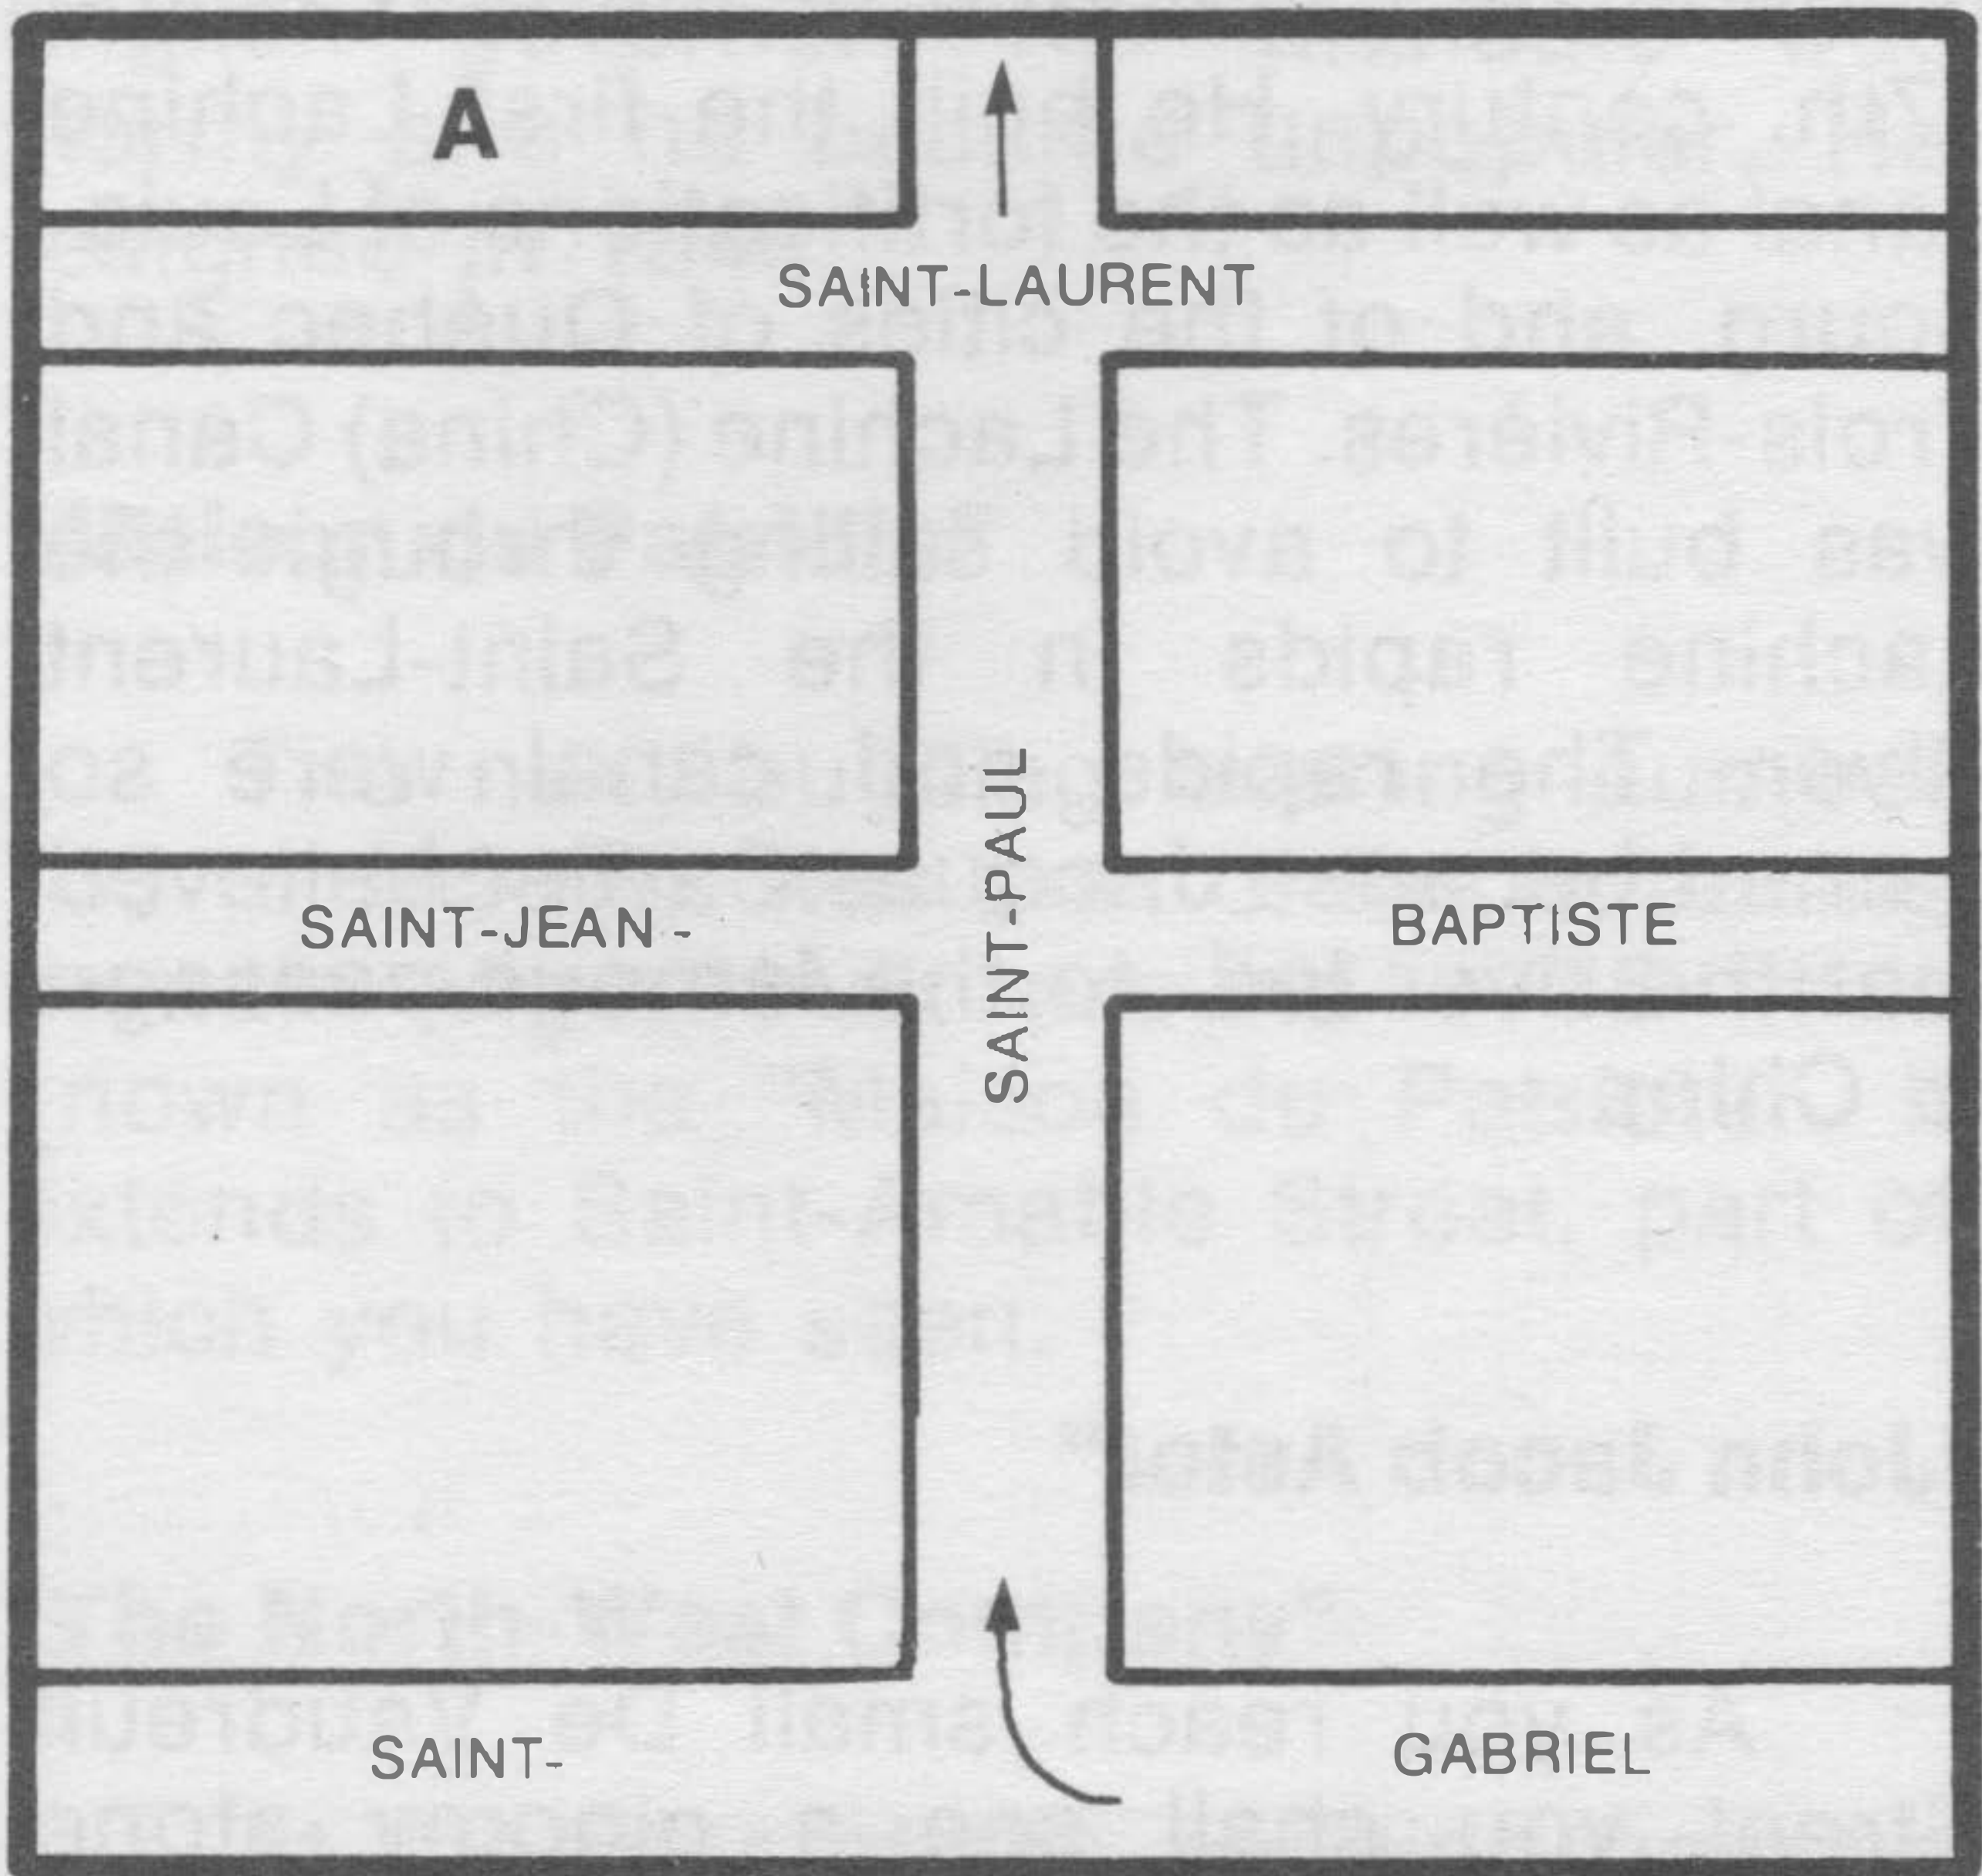 A
SAINT-LAURENT
SAINT-PAUL
SAINT-JEAN- BAPTISTE
SAINT- GABRIEL